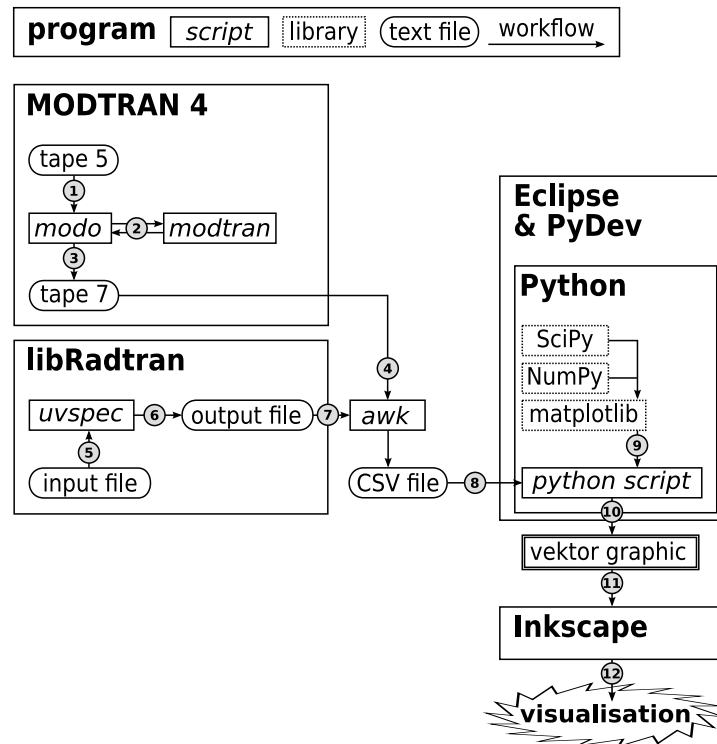 program script library text file workflow
MODTRAN 4
tape 5
1
modo 2 modtran
3
tape 7
4
libRadtran
uvspec 6 output file 7 awk
5
input file
CSV file 8
Eclipse
& PyDev
Python
SciPy
NumPy
matplotlib
9
python script
10
vektor graphic
11
Inkscape
12
visualisation